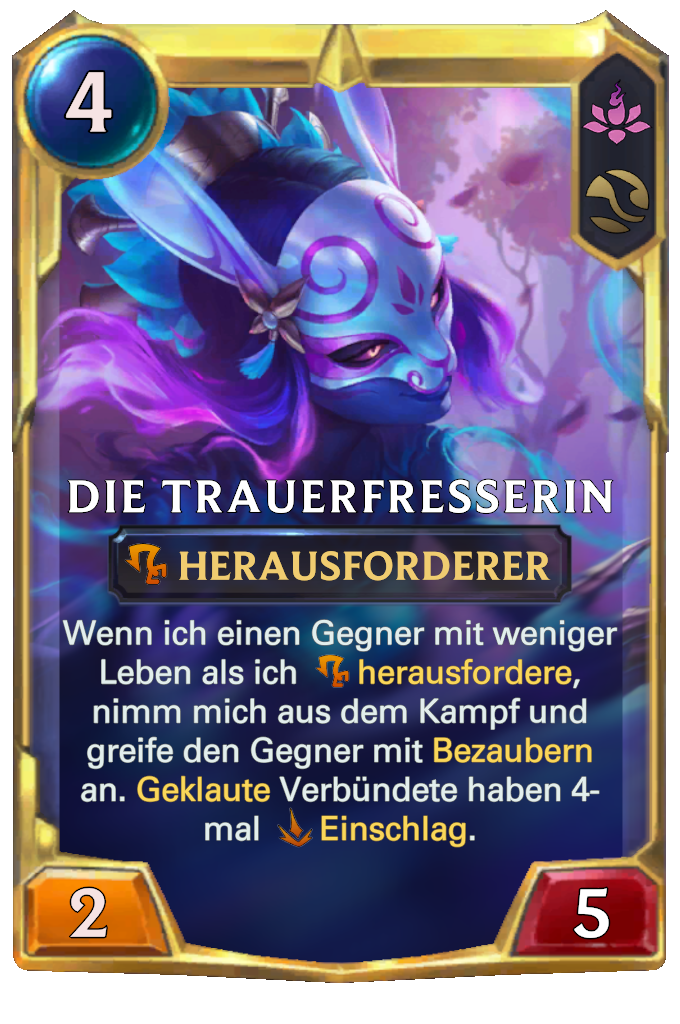 4
DIE TRAUERFRESSERIN
HERAUSFORDERER
Wenn ich einen Gegner mit weniger
Leben als ich herausfordere,
nimm mich aus dem Kampf und
greife den Gegner mit Bezaubern
an. Geklaute Verbündete haben 4-
mal Einschlag.
2
5